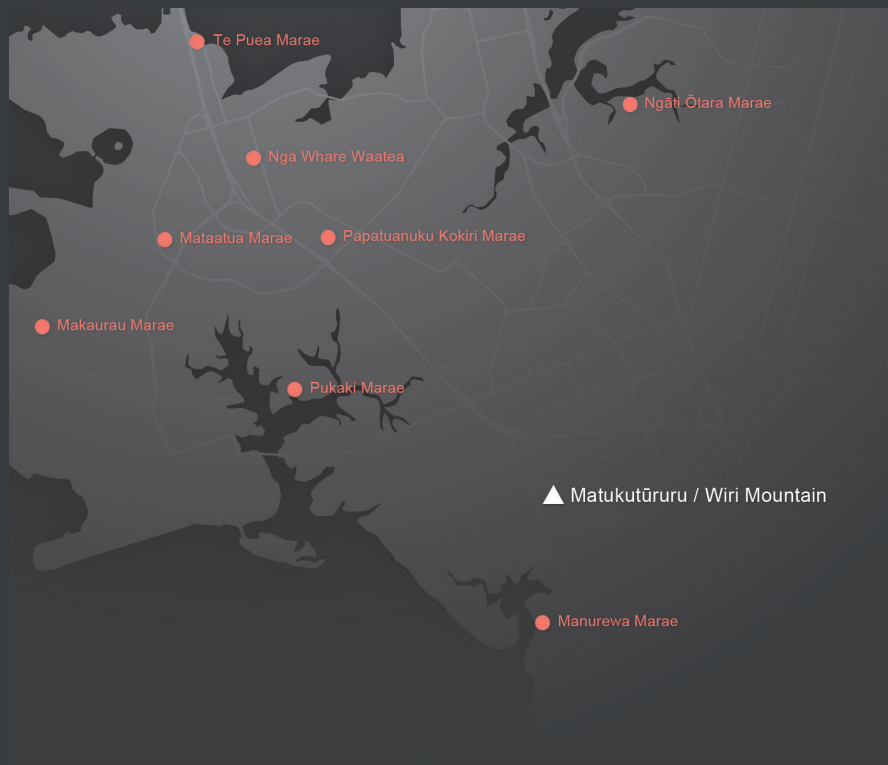 Te Puea Marae
Ngāti Ōtara Marae
Nga Whare Waatea
Mataatua Marae
Papatuanuku Kokiri Marae
Makaurau Marae
Pukaki Marae
Matukutūruru / Wiri Mountain
Manurewa Marae